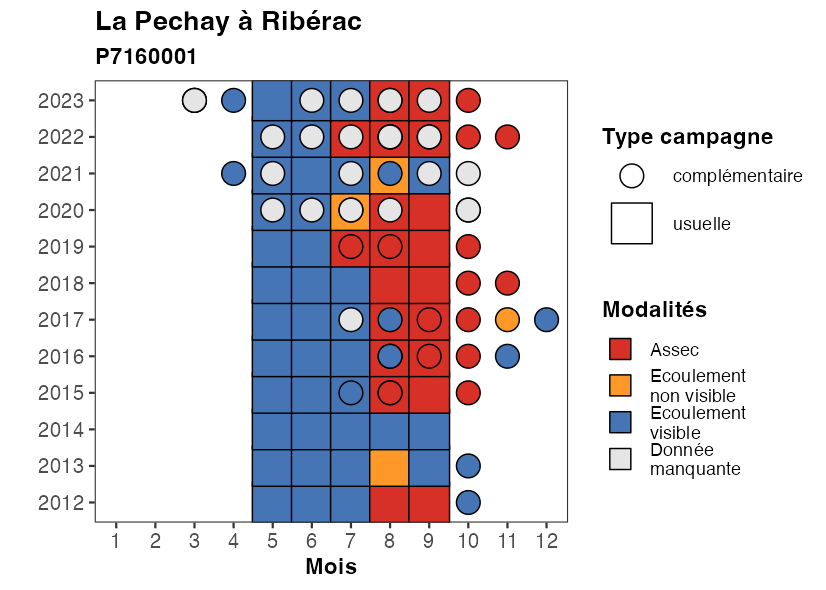 La Pechay à Ribérac
P7160001
2023
2022
2021
2020
2019
2018
2017
2016
2015
2014
2013
2012
1 2 3 4 5 6 7 8 9 10 11 12
Mois
Type campagne
complémentaire
usuelle
Modalités
Assec
Ecoulement
non visible
Ecoulement
visible
Donnée
manquante